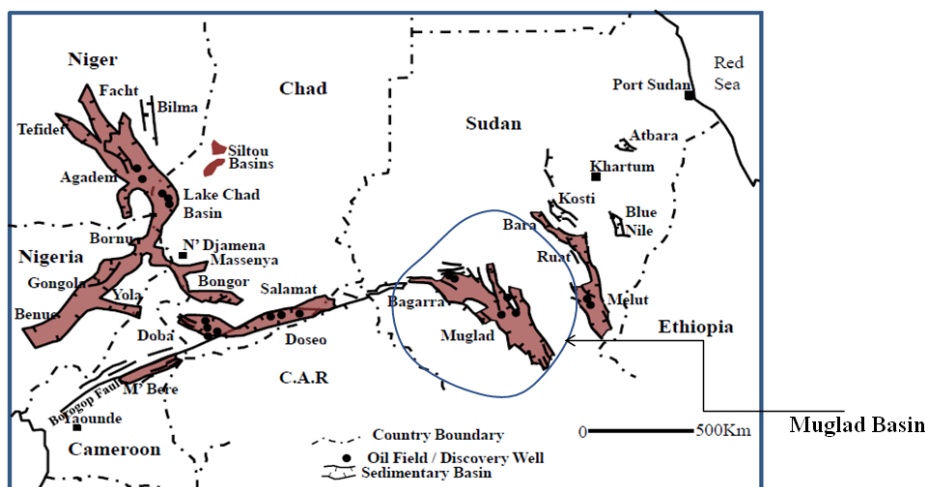 Niger
Facht
Bilma
Tefidet
Agadem
Chad
Siltou
Basins
Lake Chad
Basin
Bornu
N' Djamena
Massenya
Nigeria
Gongola
Yola
Bongor
Benue
Salamat
Doba
Doseo
M' Bere
Borogop Fault
Yaounde
Cameroon
C.A.R
Sudan
Red
Sea
Port Sudan
Atbara
Khartum
Kosti
Blue
Nile
Bara
Ruat
Bagarra
Muglad
Melut
Ethiopia
Muglad Basin
0 500Km
Country Boundary
Oil Field / Discovery Well
Sedimentary Basin